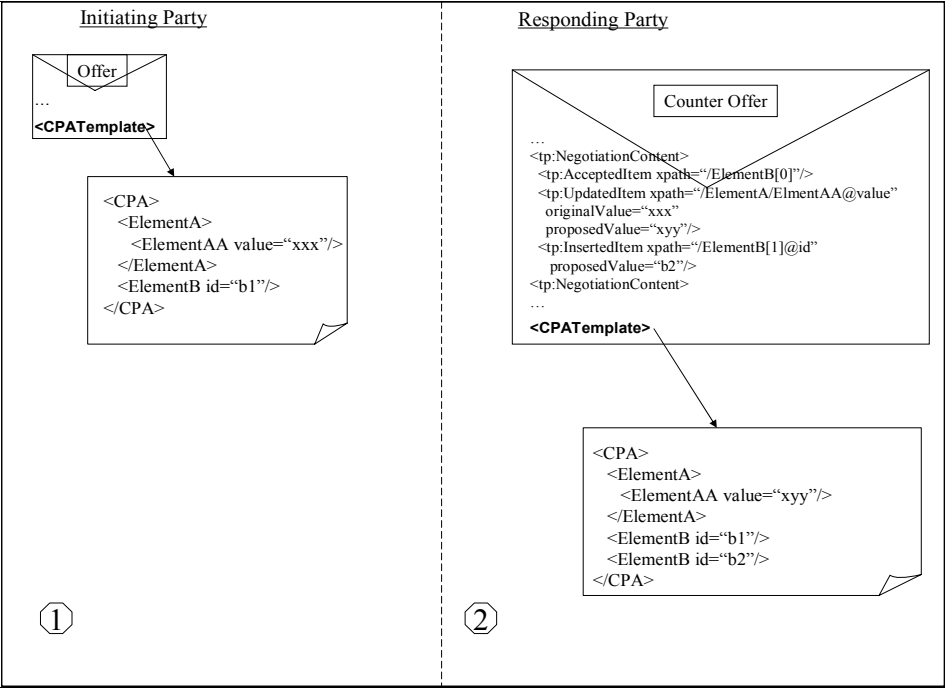 Initiating Party
Offer
…
<CPATemplate>
<CPA>
<ElementA>
<ElementAA value=“xxx”/>
</ElementA>
<ElementB id=“b1”/>
</CPA>
1
Responding Party
Counter Offer
…
<tp:NegotiationContent>
<tp:AcceptedItem xpath=“/ElementB[0]”/>
<tp:UpdatedItem xpath=“/ElementA/ElmentAA@value”
originalValue=“xxx”
proposedValue=“xyy”/>
<tp:InsertedItem xpath=“/ElementB[1]@id”
proposedValue=“b2”/>
<tp:NegotiationContent>
…
<CPATemplate>
<CPA>
<ElementA>
<ElementAA value=“xyy”/>
</ElementA>
<ElementB id=“b1”/>
<ElementB id=“b2”/>
</CPA>
2